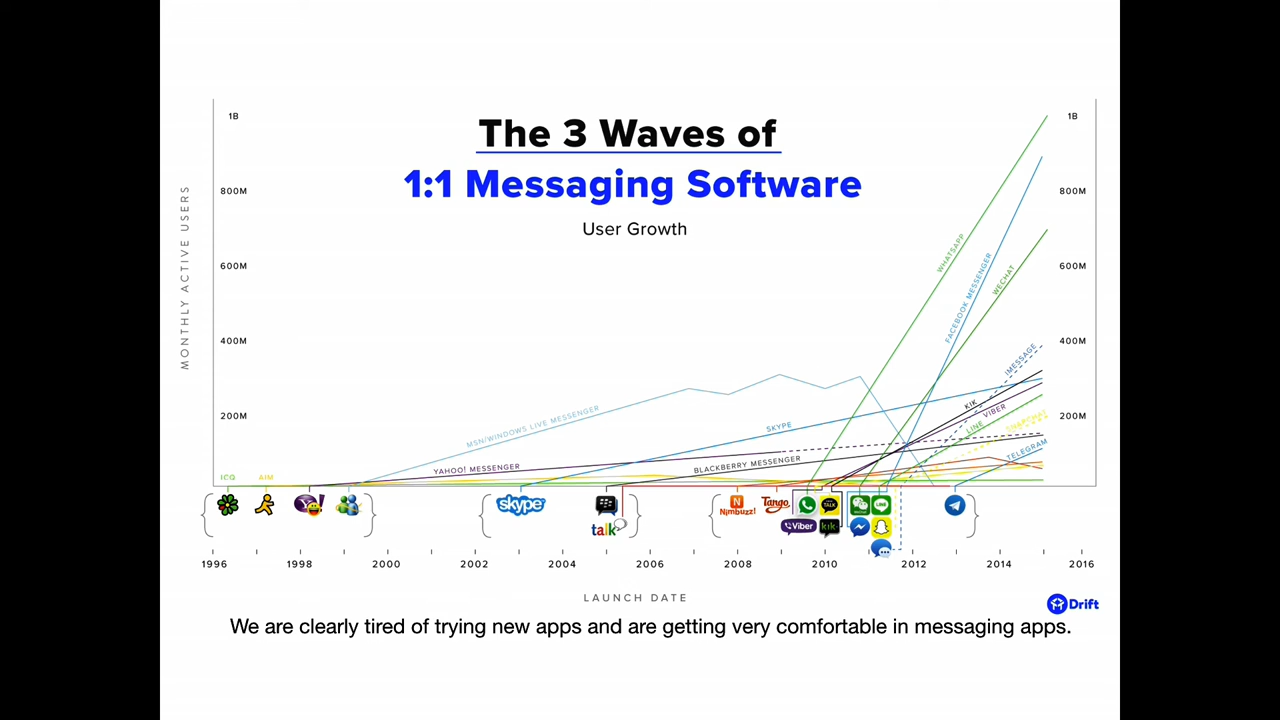 The 3 Waves of
1:1 Messaging Software
User Growth
MONTHLY ACTIVE USERS
1B
800M
600M
400M
200M
1B
800M
600M
400M
200M
WHATSAPP
FACEBOOK MESSENGER
WECHAT
IMESSAGE
KIK
VIBER
LINE
SNAPCHAT
TELEGRAM
MSN/WINDOWS LIVE MESSENGER
SKYPE
YAHOO! MESSENGER
BLACKBERRY MESSENGER
ICQ
AIM
Y!
skype
talk
N
Nimbuzz!
Tango
TALK
Viber
kik
WeChat
LINE
1996
1998
2000
2002
2004
2006
2008
2010
2012
2014
2016
LAUNCH DATE
Drift
We are clearly tired of trying new apps and are getting very comfortable in messaging apps.